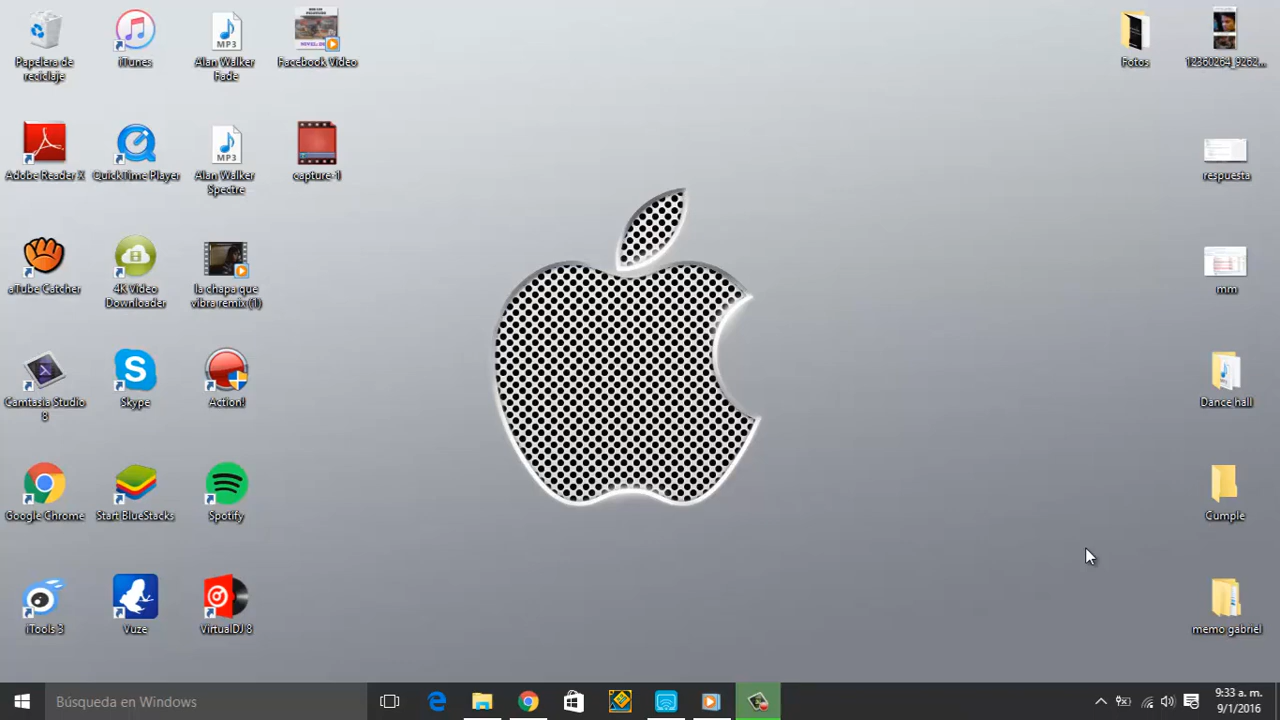 Papelera de
reciclaje
iTunes
Alan Walker
Fade
Facebook Video
Fotos
12360264_9262...
Adobe Reader X
QuickTime Player
MP3
Alan Walker
Spectre
MP3
capture-1
respuesta
aTube Catcher
4K Video
Downloader
la chapa que
vibra remix (1)
mm
Camtasia Studio
8
Skype
Action!
Dance hall
Google Chrome
Start BlueStacks
Spotify
Cumple
iTools 3
Vuze
VirtualDJ 8
memo gabriel
Búsqueda en Windows
9:33 a. m.
9/1/2016